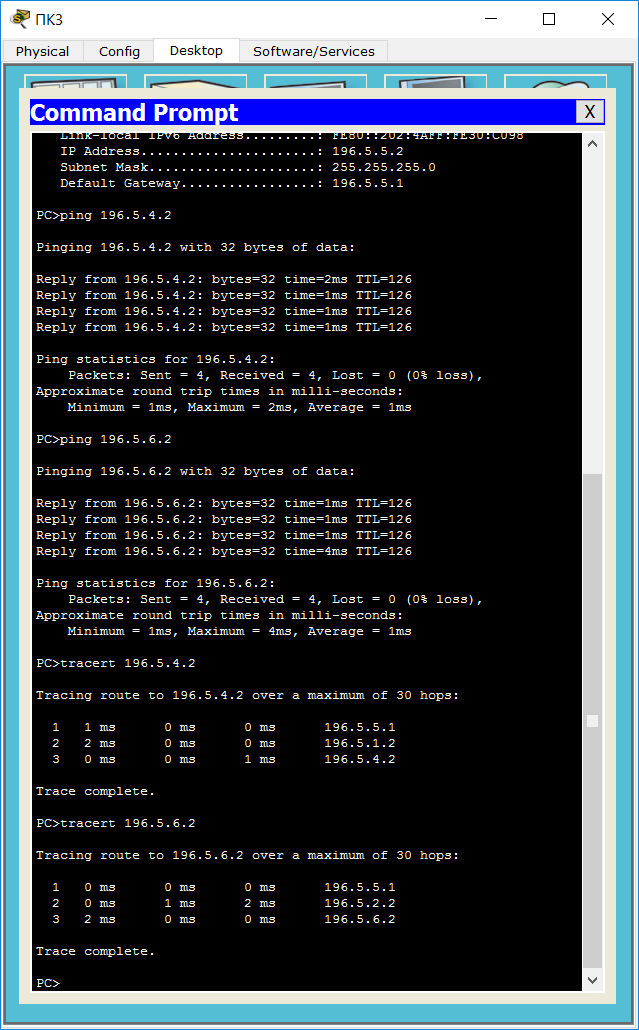 ПК3
Physical Config Desktop Software/Services
Command Prompt X
Link-local IPv6 Address.........: FE80::202:4AFF:FE30:C098
IP Address......................: 196.5.5.2
Subnet Mask.....................: 255.255.255.0
Default Gateway.................: 196.5.5.1
PC>ping 196.5.4.2
Pinging 196.5.4.2 with 32 bytes of data:
Reply from 196.5.4.2: bytes=32 time=2ms TTL=126
Reply from 196.5.4.2: bytes=32 time=1ms TTL=126
Reply from 196.5.4.2: bytes=32 time=1ms TTL=126
Reply from 196.5.4.2: bytes=32 time=1ms TTL=126
Ping statistics for 196.5.4.2:
Packets: Sent = 4, Received = 4, Lost = 0 (0% loss),
Approximate round trip times in milli-seconds:
Minimum = 1ms, Maximum = 2ms, Average = 1ms
PC>ping 196.5.6.2
Pinging 196.5.6.2 with 32 bytes of data:
Reply from 196.5.6.2: bytes=32 time=1ms TTL=126
Reply from 196.5.6.2: bytes=32 time=1ms TTL=126
Reply from 196.5.6.2: bytes=32 time=1ms TTL=126
Reply from 196.5.6.2: bytes=32 time=4ms TTL=126
Ping statistics for 196.5.6.2:
Packets: Sent = 4, Received = 4, Lost = 0 (0% loss),
Approximate round trip times in milli-seconds:
Minimum = 1ms, Maximum = 4ms, Average = 1ms
PC>tracert 196.5.4.2
Tracing route to 196.5.4.2 over a maximum of 30 hops:
1 1 ms 0 ms 0 ms 196.5.5.1
2 2 ms 0 ms 0 ms 196.5.1.2
3 0 ms 0 ms 1 ms 196.5.4.2
Trace complete.
PC>tracert 196.5.6.2
Tracing route to 196.5.6.2 over a maximum of 30 hops:
1 0 ms 0 ms 0 ms 196.5.5.1
2 0 ms 1 ms 2 ms 196.5.2.2
3 2 ms 0 ms 0 ms 196.5.6.2
Trace complete.
PC>